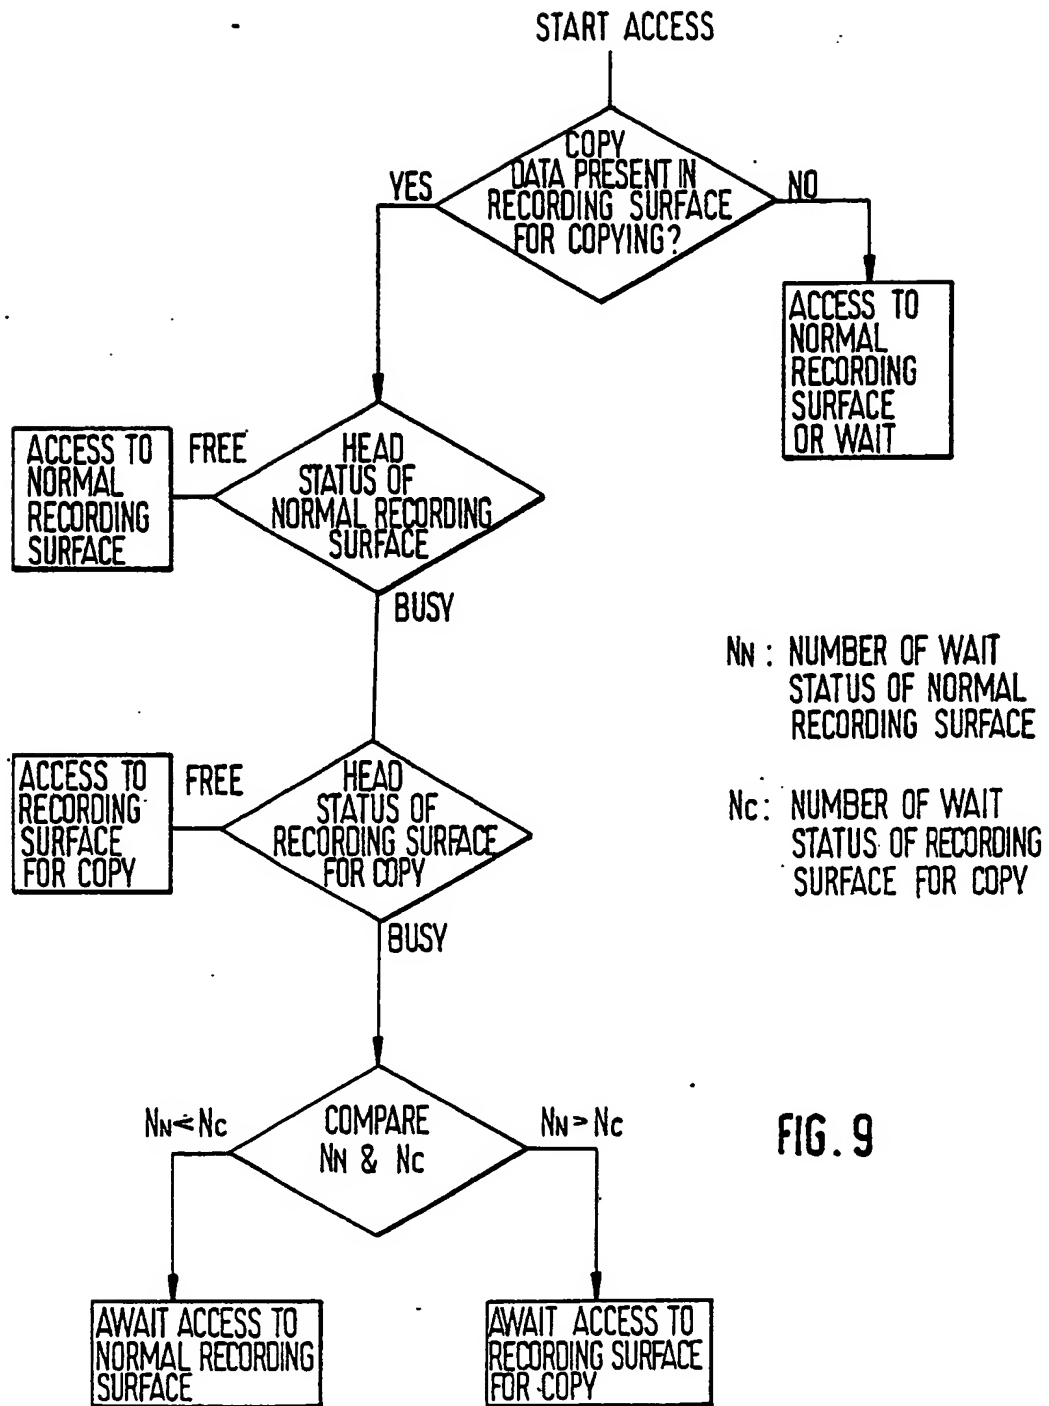 START ACCESS
COPY
DATA PRESENT IN
RECORDING SURFACE
FOR COPYING?
YES
NO
ACCESS TO
NORMAL
RECORDING
SURFACE
OR WAIT
ACCESS TO
NORMAL
RECORDING
SURFACE
FREE
HEAD
STATUS OF
NORMAL RECORDING
SURFACE
BUSY
NN : NUMBER OF WAIT
STATUS OF NORMAL
RECORDING SURFACE
ACCESS TO
RECORDING
SURFACE
FOR COPY
FREE
HEAD
STATUS OF
RECORDING SURFACE
FOR COPY
BUSY
Nc : NUMBER OF WAIT
STATUS OF RECORDING
SURFACE FOR COPY
NN < Nc
COMPARE
NN & Nc
NN > Nc
FIG. 9
AWAIT ACCESS TO
NORMAL RECORDING
SURFACE
AWAIT ACCESS TO
RECORDING SURFACE
FOR COPY